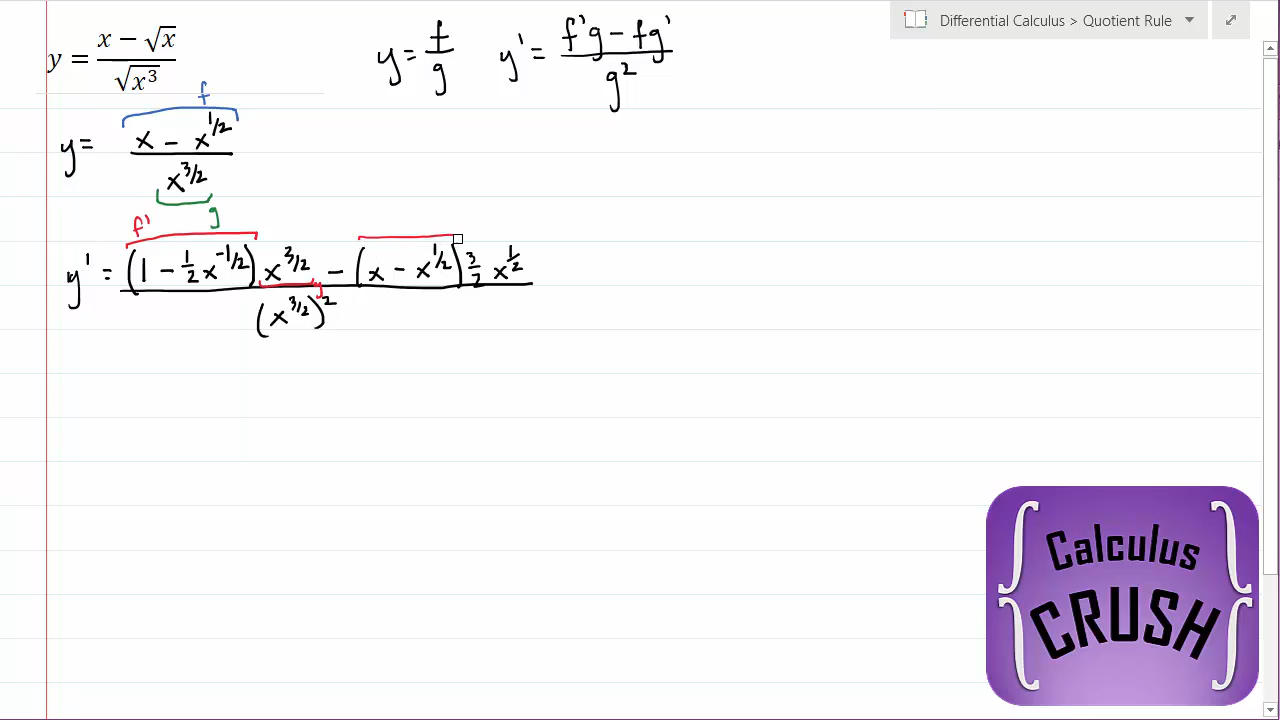 Differential Calculus > Quotient Rule
y = (x − √x)/√(x³)
y = f/g   y' = (f'g − fg')/g²
f
y = (x − x^(1/2))/x^(3/2)
g
f'
y' = ((1 − 1/2 x^(−1/2)) x^(3/2) − (x − x^(1/2)) 3/2 x^(1/2))/(x^(3/2))²
g
{ Calculus
CRUSH }